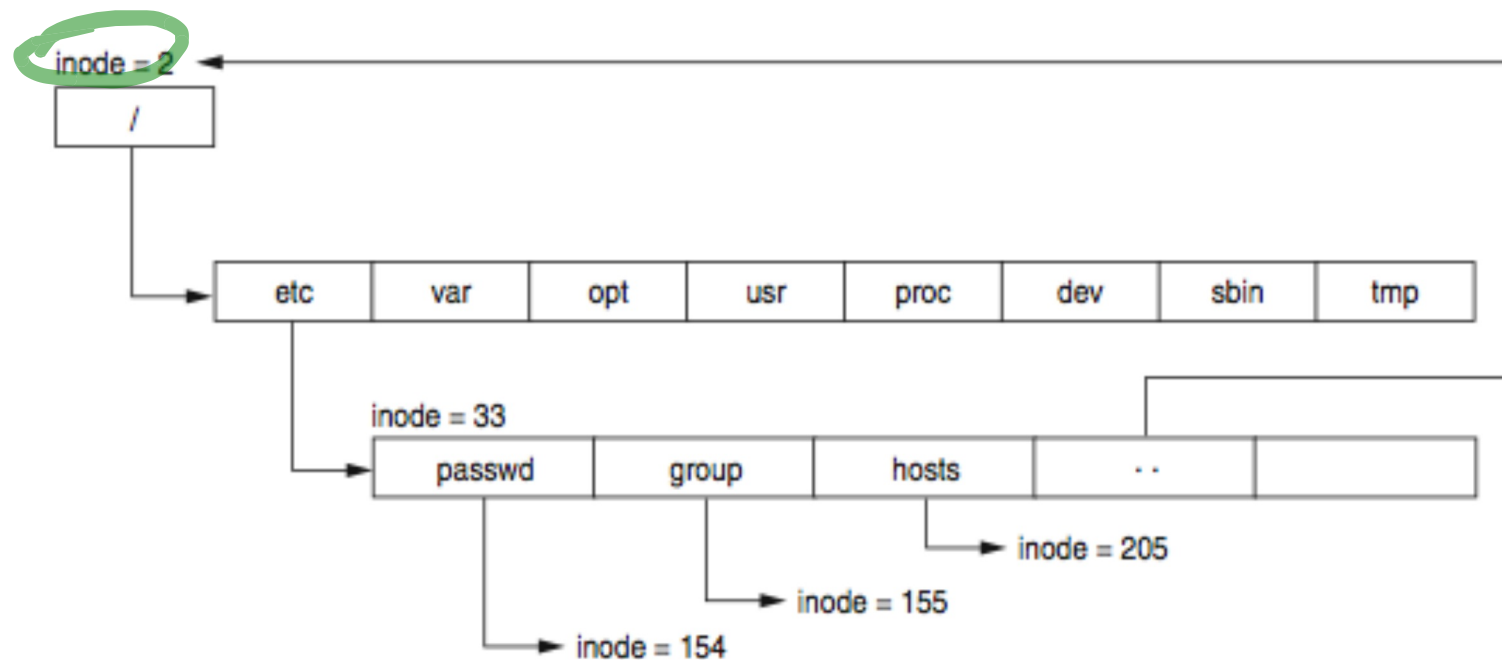 inode = 2
/
etc var opt usr proc dev sbin tmp
inode = 33
passwd group hosts . .
inode = 205
inode = 155
inode = 154